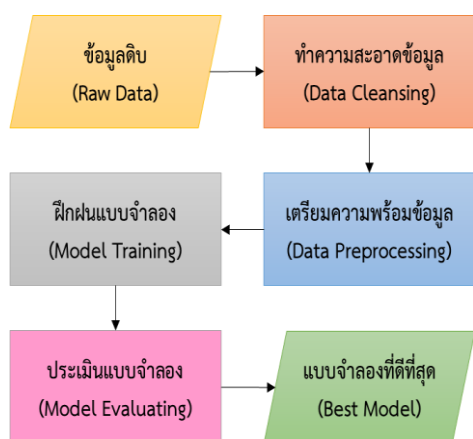 ข้อมูลดิบ
(Raw Data)
ทำความสะอาดข้อมูล
(Data Cleansing)
เตรียมความพร้อมข้อมูล
(Data Preprocessing)
ฝึกฝนแบบจำลอง
(Model Training)
ประเมินแบบจำลอง
(Model Evaluating)
แบบจำลองที่ดีที่สุด
(Best Model)